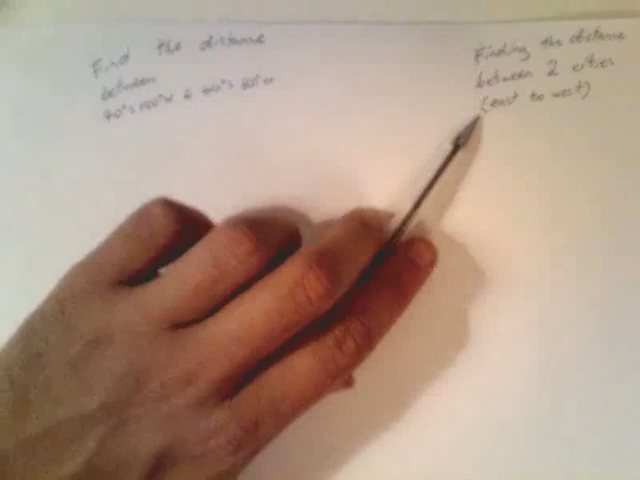 Find the distance
between
Finding the distance
between 2 cities
(east to west)